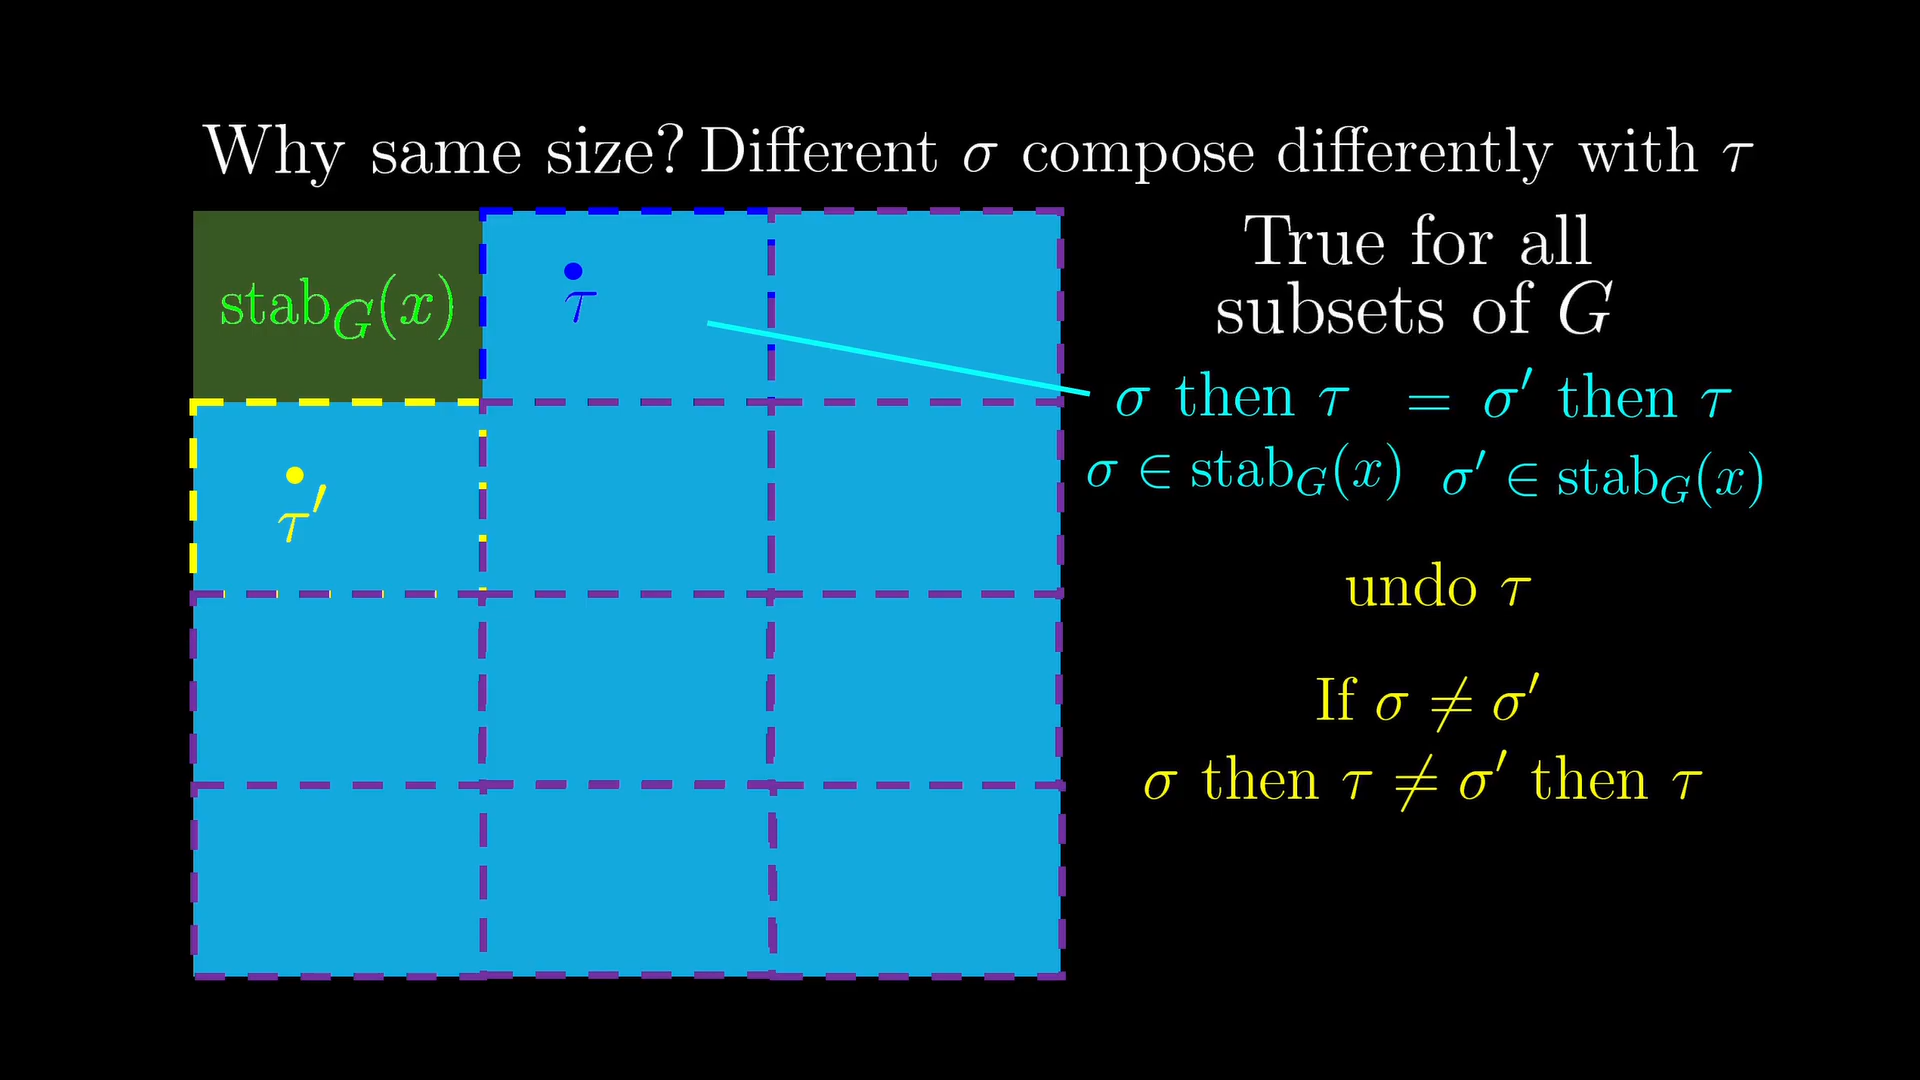 Why same size? Different σ compose differently with τ
True for all
subsets of G
stab_G(x)
τ
σ then τ = σ′ then τ
σ ∈ stab_G(x) σ′ ∈ stab_G(x)
τ′
undo τ
If σ ≠ σ′
σ then τ ≠ σ′ then τ